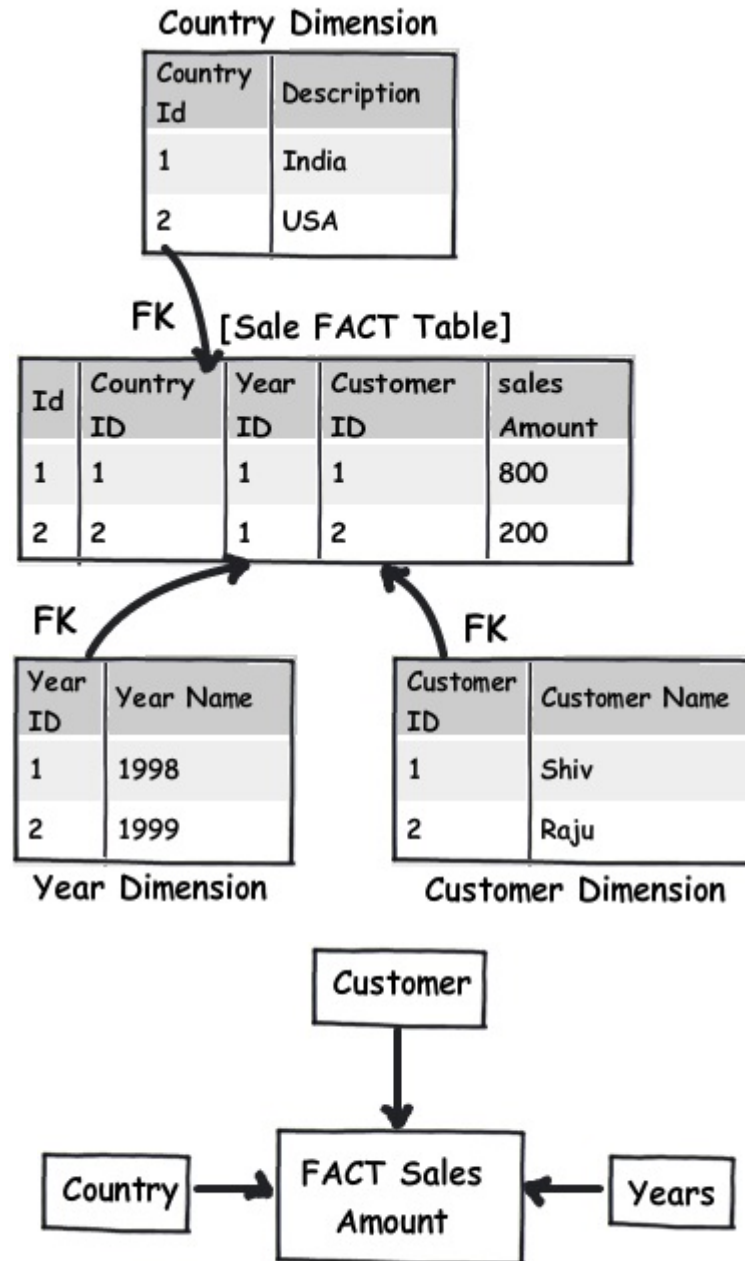 Country Dimension
Country Id Description
1 India
2 USA
FK
[Sale FACT Table]
Id Country ID Year ID Customer ID sales Amount
1 1 1 1 800
2 2 1 2 200
FK
FK
Year ID Year Name
1 1998
2 1999
Year Dimension
Customer ID Customer Name
1 Shiv
2 Raju
Customer Dimension
Customer
Country
FACT Sales
Amount
Years